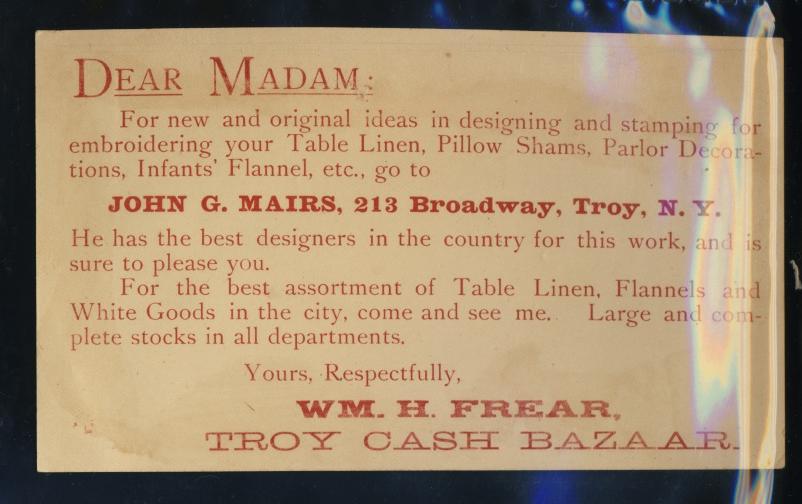 DEAR MADAM:
For new and original ideas in designing and stamping for
embroidering your Table Linen, Pillow Shams, Parlor Decora-
tions, Infants' Flannel, etc., go to
JOHN G. MAIRS, 213 Broadway, Troy, N. Y.
He has the best designers in the country for this work, and is
sure to please you.
For the best assortment of Table Linen, Flannels and
White Goods in the city, come and see me. Large and com-
plete stocks in all departments.
Yours, Respectfully,
WM. H. FREAR,
TROY CASH BAZAAR.